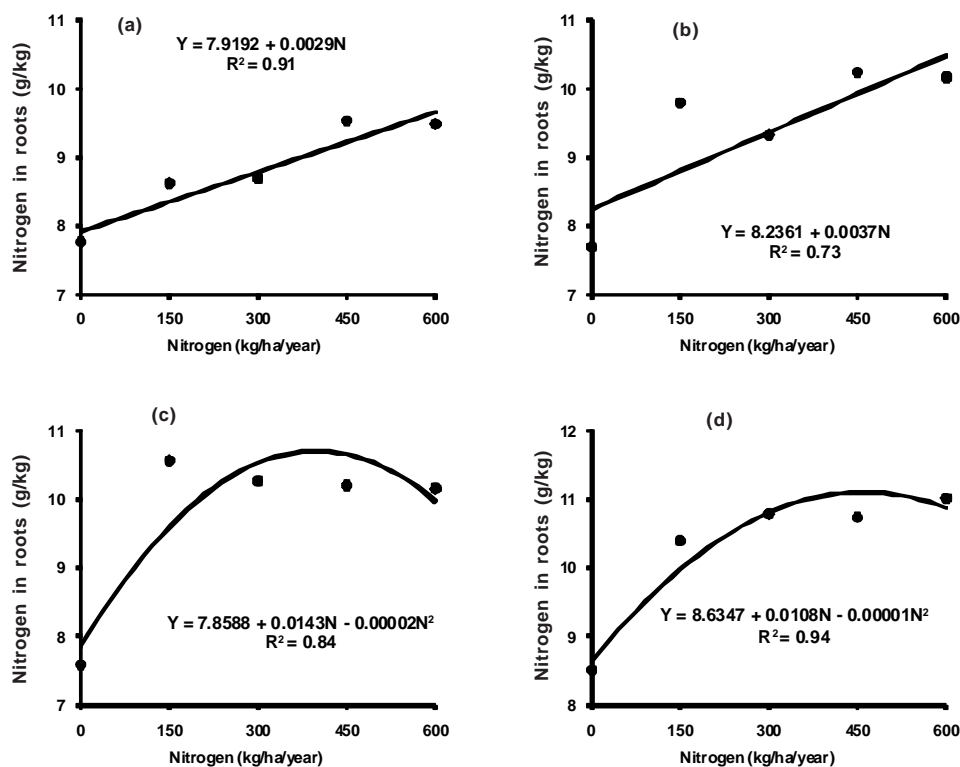 (a)
Y = 7.9192 + 0.0029N
R² = 0.91
Nitrogen in roots (g/kg)
11
10
9
8
7
0 150 300 450 600
Nitrogen (kg/ha/year)
(b)
Y = 8.2361 + 0.0037N
R² = 0.73
Nitrogen in roots (g/kg)
11
10
9
8
7
0 150 300 450 600
Nitrogen (kg/ha/year)
(c)
Y = 7.8588 + 0.0143N - 0.00002N²
R² = 0.84
Nitrogen in roots (g/kg)
11
10
9
8
7
0 150 300 450 600
Nitrogen (kg/ha/year)
(d)
Y = 8.6347 + 0.0108N - 0.00001N²
R² = 0.94
Nitrogen in roots (g/kg)
12
11
10
9
8
0 150 300 450 600
Nitrogen (kg/ha/year)